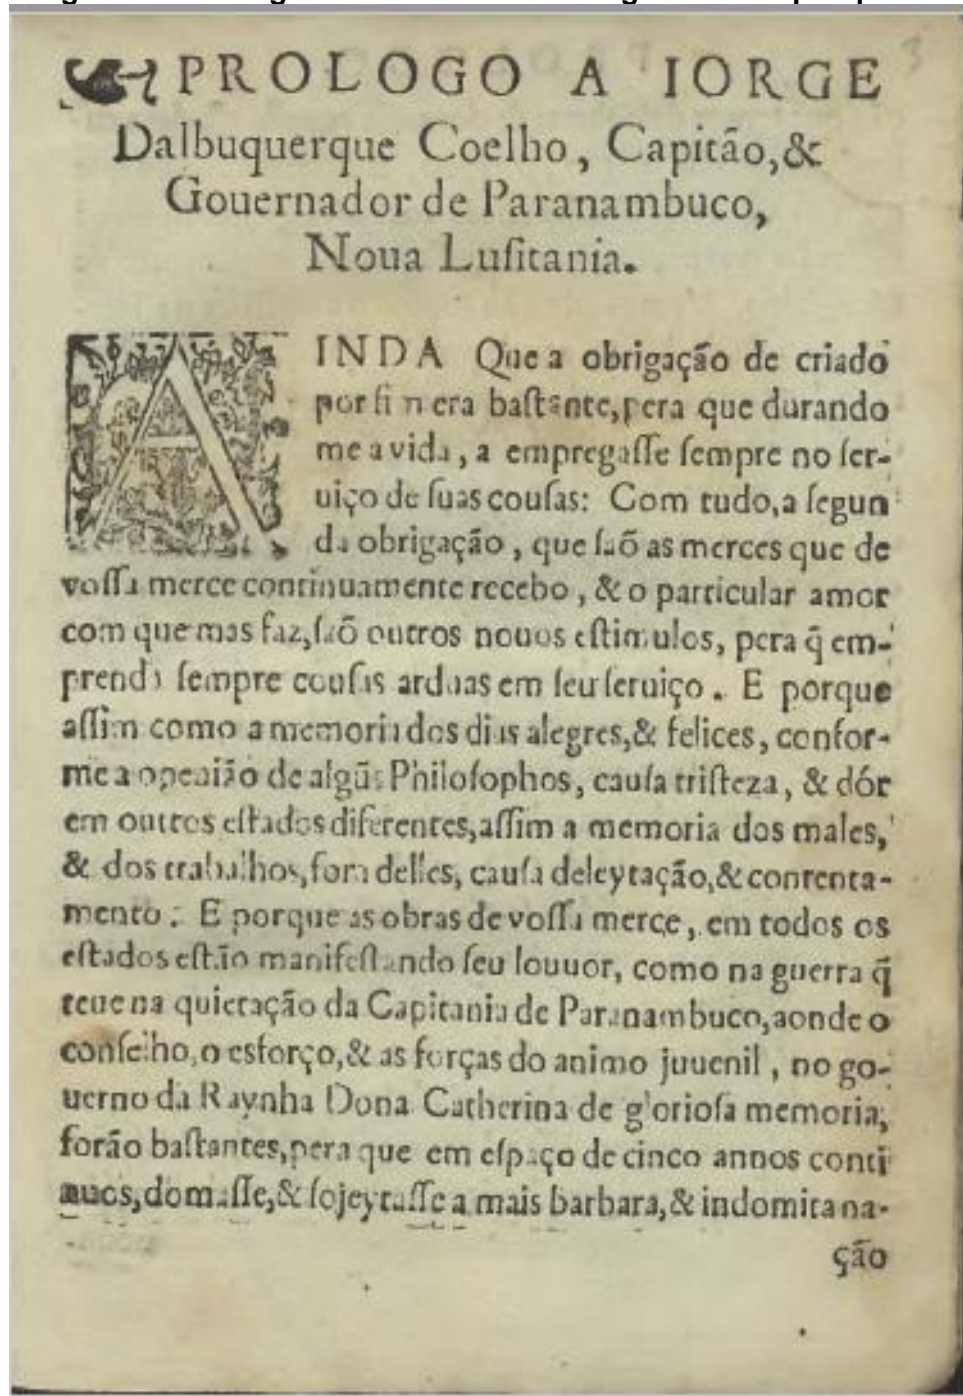 PROLOGO A IORGE
Dalbuquerque Coelho, Capitão, &
Gouernador de Paranambuco,
Noua Luſitania.
AINDA Que a obrigação de criado
por ſi ſ n era baſtante, pera que durando
me a vida, a empregaſſe ſempre no ſer-
uiço de ſuas couſas: Com tudo, a ſegun
da obrigação, que ſaõ as merces que de
voſſa merce continuamente recebo, & o particular amor
com que mas faz, ſaõ outros nouos eſtimulos, pera q̃ em-
prenda ſempre couſas arduas em ſeu ſeruiço. E porque
aſſim como a memoria dos dias alegres, & felices, confor-
me a openião de algũs Philoſophos, cauſa triſteza, & dór
em outros eſtados diferentes, aſſim a memoria dos males,
& dos trabalhos, fora delles, cauſa deleytação, & contenta-
mento. E porque as obras de voſſa merce, em todos os
eſtados eſtão manifeſtando ſeu louuor, como na guerra q̃
teue na quietação da Capitania de Paranambuco, aonde o
conſelho, o esforço, & as forças do animo juuenil, no go-
uerno da Raynha Dona Catherina de glorioſa memoria,
forão baſtantes, pera que em eſpaço de cinco annos conti
nuos, domaſſe, & ſojeytaſſe a mais barbara, & indomita na-
ção
3